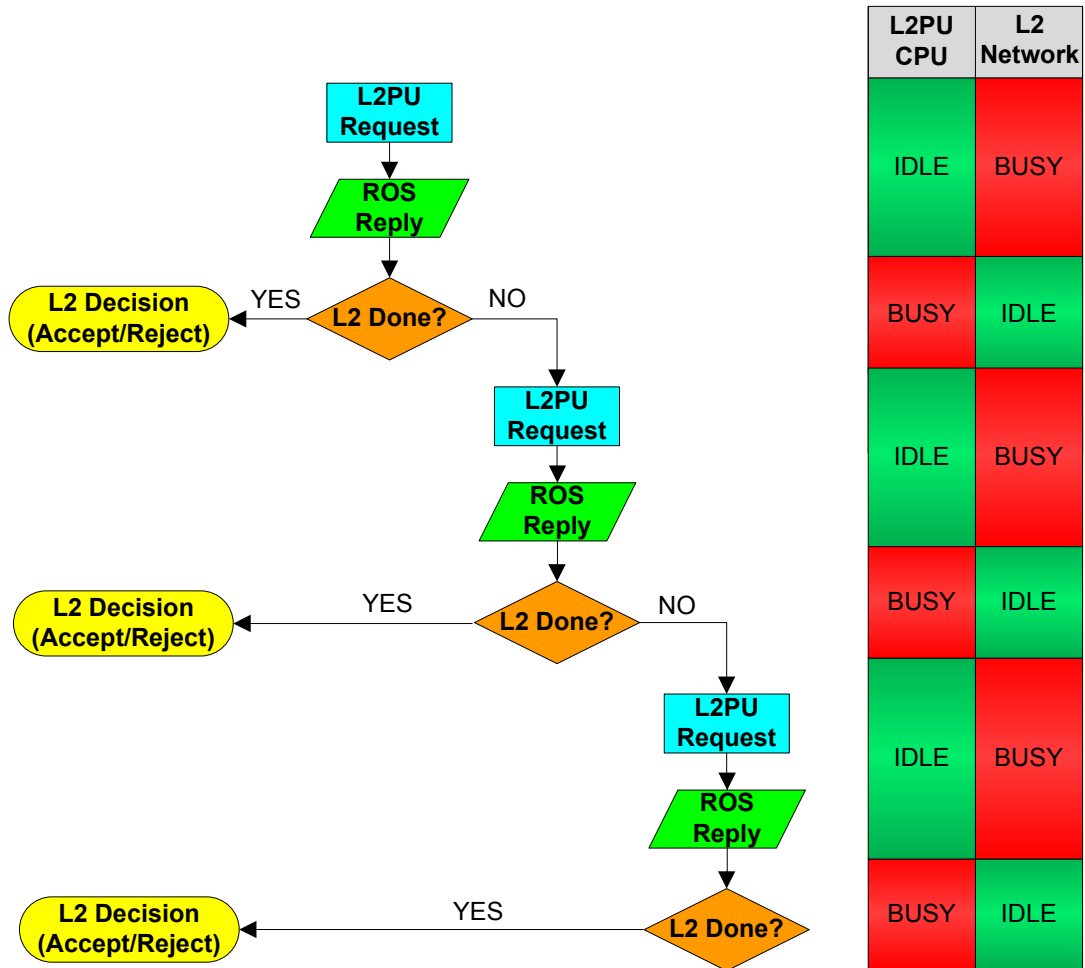 L2PU
CPU
L2
Network
L2PU
Request
IDLE
BUSY
ROS
Reply
L2 Decision
(Accept/Reject)
YES
L2 Done?
NO
BUSY
IDLE
L2PU
Request
IDLE
BUSY
ROS
Reply
L2 Decision
(Accept/Reject)
YES
L2 Done?
NO
BUSY
IDLE
L2PU
Request
IDLE
BUSY
ROS
Reply
L2 Decision
(Accept/Reject)
YES
L2 Done?
BUSY
IDLE